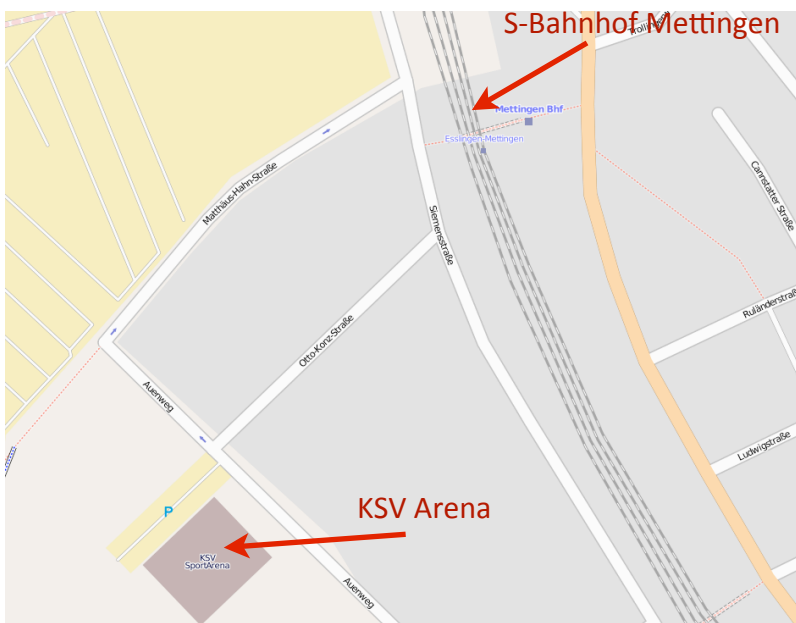 S-Bahnhof Mettingen
Mettingen Bhf
Esslingen-Mettingen
Matthäus-Hahn-Straße
Siemensstraße
Cannstatter Straße
Otto-Konz-Straße
Ruländerstraß
Auenweg
Ludwigstraße
KSV Arena
P
KSV
SportArena
Auenweg